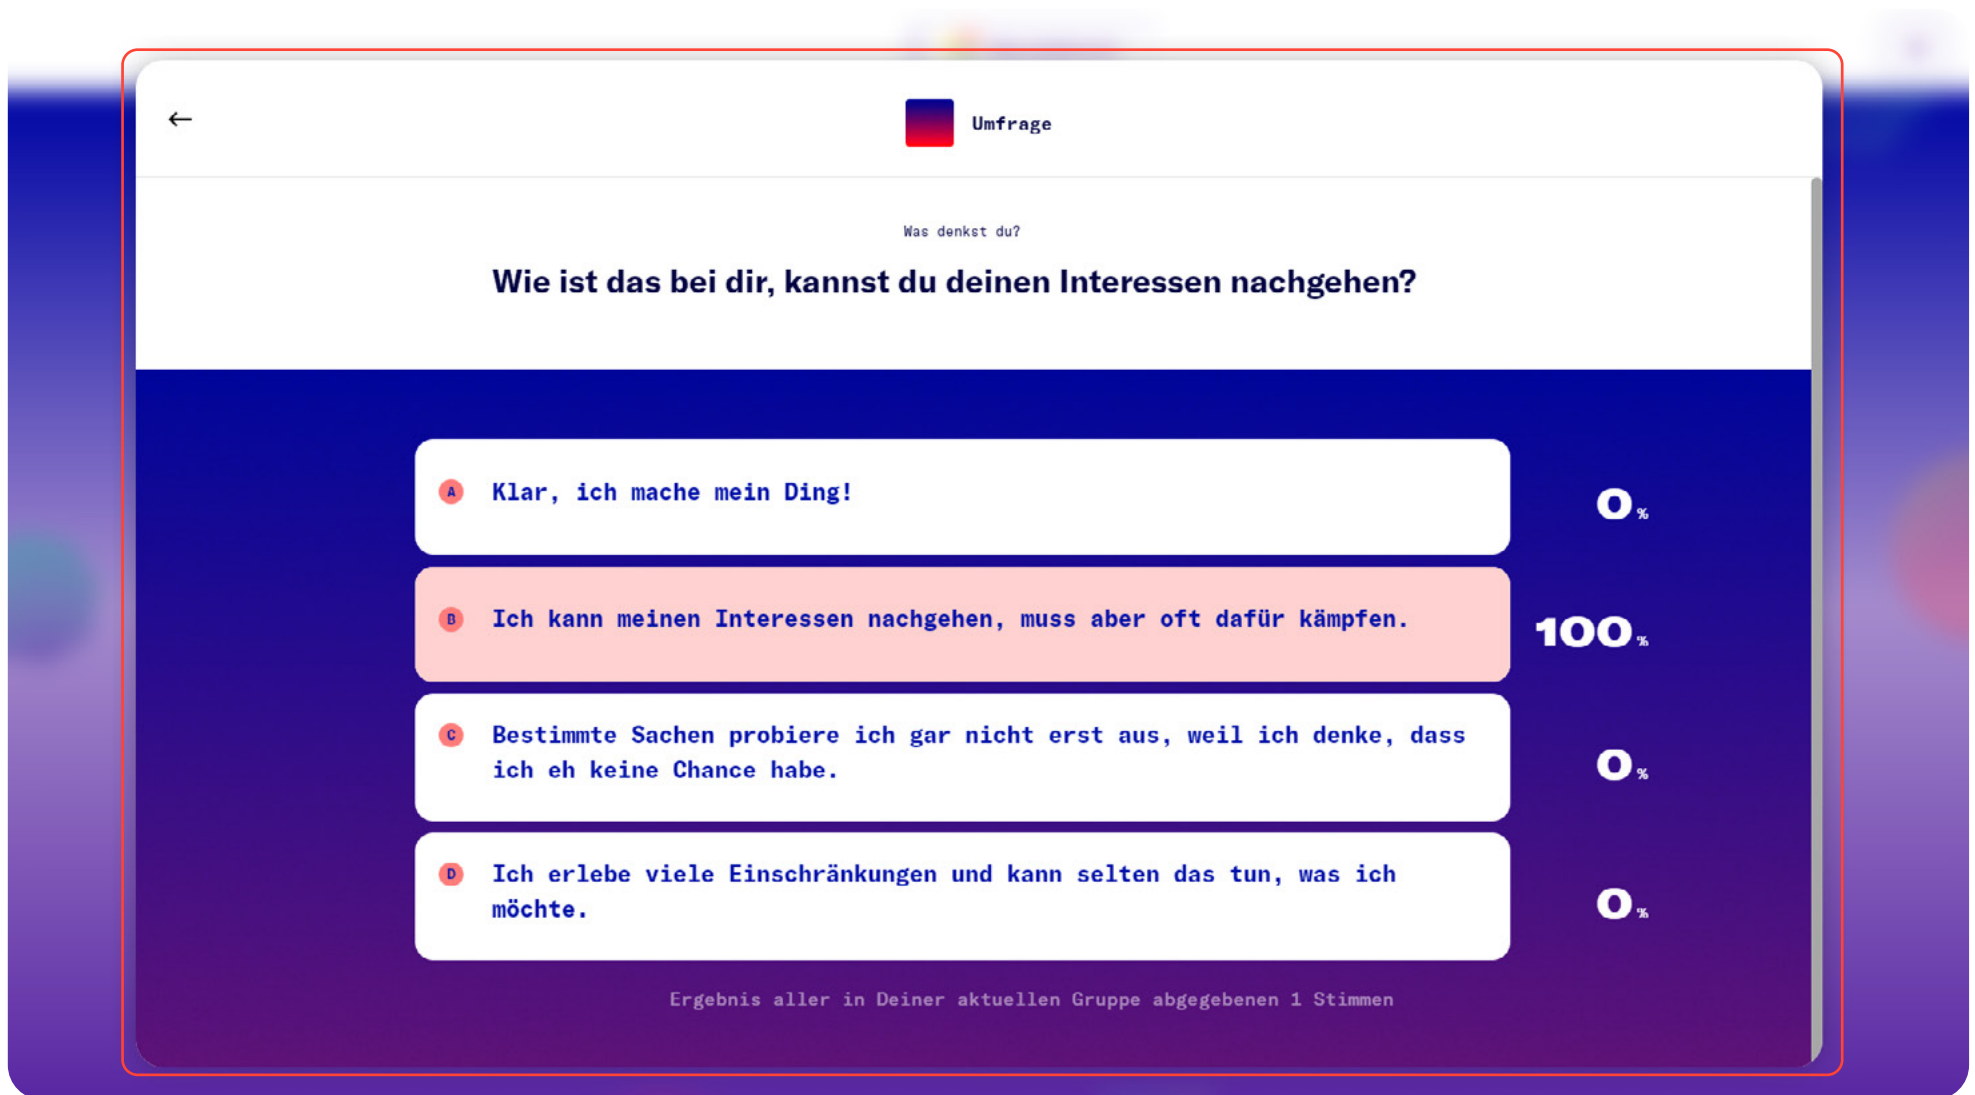 Umfrage
Was denkst du?
Wie ist das bei dir, kannst du deinen Interessen nachgehen?
A Klar, ich mache mein Ding! 0%
B Ich kann meinen Interessen nachgehen, muss aber oft dafür kämpfen. 100%
C Bestimmte Sachen probiere ich gar nicht erst aus, weil ich denke, dass
ich eh keine Chance habe. 0%
D Ich erlebe viele Einschränkungen und kann selten das tun, was ich
möchte. 0%
Ergebnis aller in Deiner aktuellen Gruppe abgegebenen 1 Stimmen